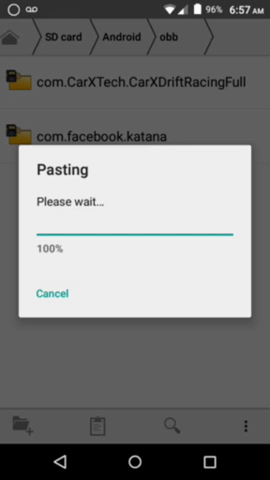 96% 6:57 AM
SD card Android obb
com.CarXTech.CarXDriftRacingFull
com.facebook.katana
Pasting
Please wait...
100%
Cancel